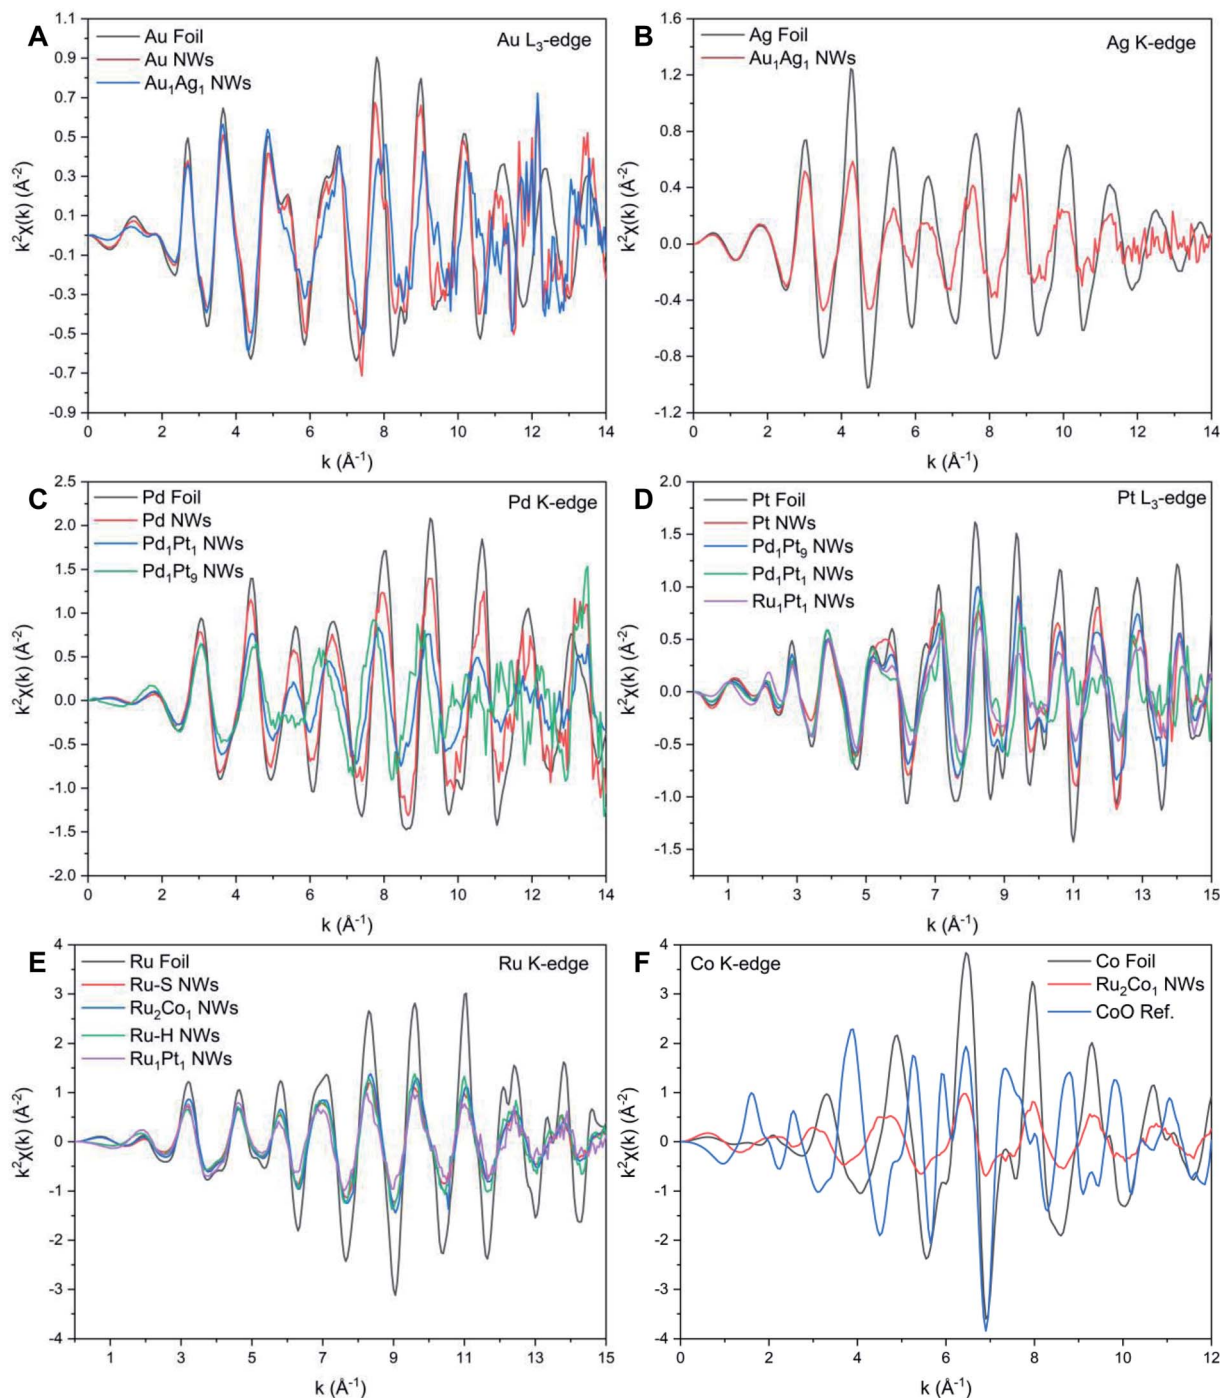 A
Au Foil
Au NWs
Au₁Ag₁ NWs
Au L₃-edge
1.1
0.9
0.7
0.5
0.3
0.1
-0.1
-0.3
-0.5
-0.7
-0.9
k²χ(k) (Å⁻²)
0 2 4 6 8 10 12 14
k (Å⁻¹)
B
Ag Foil
Au₁Ag₁ NWs
Ag K-edge
1.6
1.2
0.8
0.4
0.0
-0.4
-0.8
-1.2
k²χ(k) (Å⁻²)
0 2 4 6 8 10 12 14
k (Å⁻¹)
C
Pd Foil
Pd NWs
Pd₁Pt₁ NWs
Pd₁Pt₉ NWs
Pd K-edge
2.5
2.0
1.5
1.0
0.5
0.0
-0.5
-1.0
-1.5
-2.0
k²χ(k) (Å⁻²)
0 2 4 6 8 10 12 14
k (Å⁻¹)
D
Pt Foil
Pt NWs
Pd₁Pt₉ NWs
Pd₁Pt₁ NWs
Ru₁Pt₁ NWs
Pt L₃-edge
2.0
1.5
1.0
0.5
0.0
-0.5
-1.0
-1.5
k²χ(k) (Å⁻²)
1 3 5 7 9 11 13 15
k (Å⁻¹)
E
Ru Foil
Ru-S NWs
Ru₂Co₁ NWs
Ru-H NWs
Ru₁Pt₁ NWs
Ru K-edge
4
3
2
1
0
-1
-2
-3
-4
k²χ(k) (Å⁻²)
1 3 5 7 9 11 13 15
k (Å⁻¹)
F
Co K-edge
Co Foil
Ru₂Co₁ NWs
CoO Ref.
4
3
2
1
0
-1
-2
-3
-4
k²χ(k) (Å⁻²)
0 2 4 6 8 10 12
k (Å⁻¹)